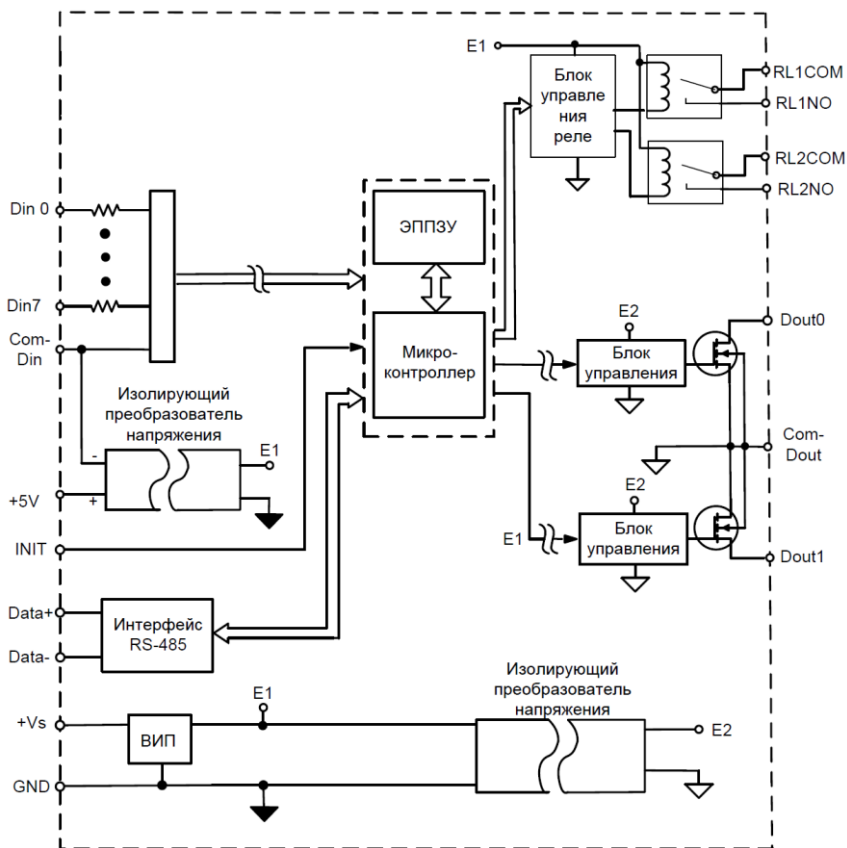 E1
Блок
управле
ния
реле
RL1COM
RL1NO
RL2COM
RL2NO
Din 0
Din7
Com-
Din
ЭППЗУ
Микро-
контроллер
E2
Блок
управления
Dout0
Com-
Dout
Изолирующий
преобразователь
напряжения
-
+
E1
+5V
E2
E1
Блок
управления
Dout1
INIT
Data+
Data-
Интерфейс
RS-485
+Vs
GND
ВИП
E1
Изолирующий
преобразователь
напряжения
E2